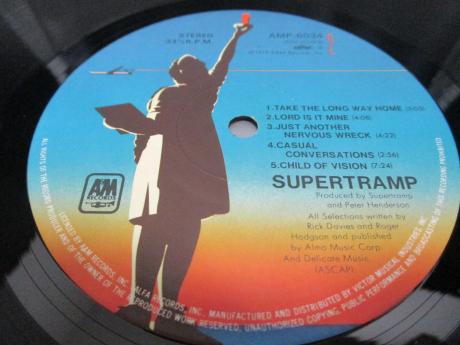 STEREO
33⅓R.P.M.
AMP-6034
1.TAKE THE LONG WAY HOME (5:03)
2.LORD IS IT MINE (4:08)
3.JUST ANOTHER
NERVOUS WRECK (4:22)
4.CASUAL
CONVERSATIONS (2:56)
5.CHILD OF VISION (7:24)
SUPERTRAMP
Produced by Supertramp
and Peter Henderson
All Selections written by
Rick Davies and Roger
Hodgson and published
by Almo Music Corp.
And Delicate Music.
(ASCAP)
A&M
RECORDS
ALL RIGHTS OF THE RECORD PRODUCER AND OF THE OWNER OF THE REPRODUCED WORK RESERVED, UNAUTHORIZED COPYING, PUBLIC PERFORMANCE AND BROADCASTING OF THIS RECORD PROHIBITED.
LICENSED BY A&M RECORDS, INC. ALFA RECORDS, INC., MANUFACTURED AND DISTRIBUTED BY VICTOR MUSICAL INDUSTRIES, INC.